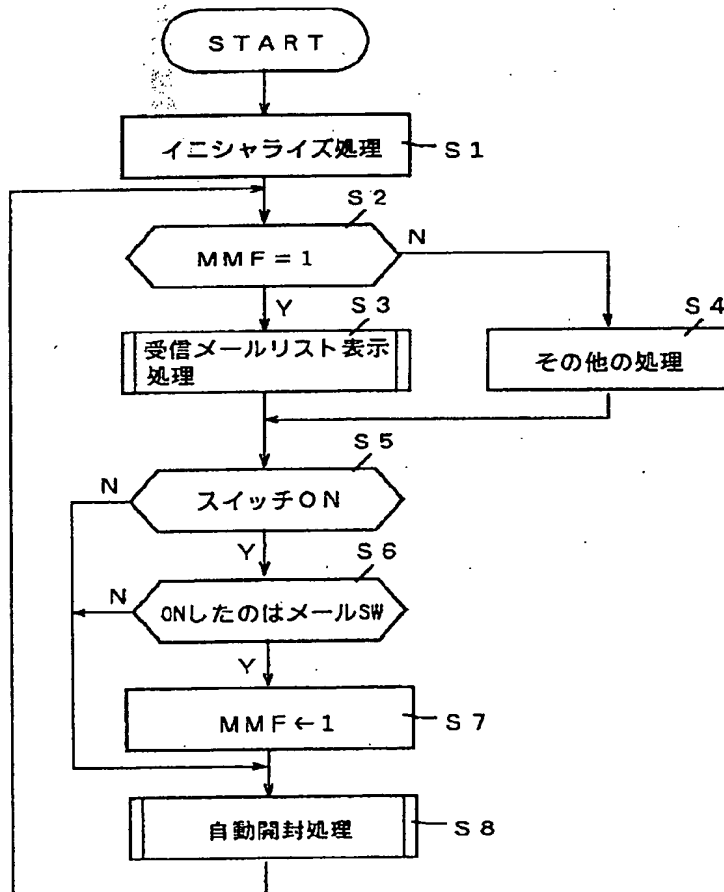 START
イニシャライズ処理
S1
S2
MMF=1
N
Y
S3
S4
受信メールリスト表示
処理
その他の処理
S5
N
スイッチON
Y
S6
N
ONしたのはメールSW
Y
MMF←1
S7
自動開封処理
S8